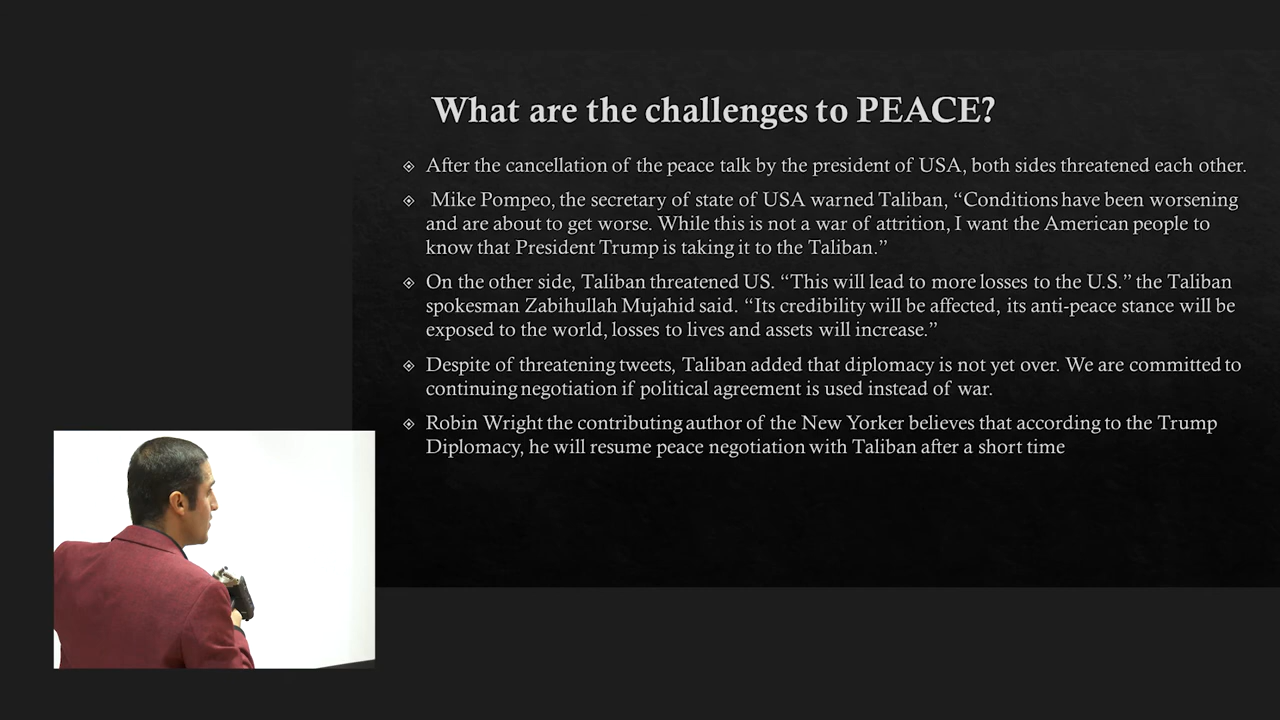 What are the challenges to PEACE?
After the cancellation of the peace talk by the president of USA, both sides threatened each other.
Mike Pompeo, the secretary of state of USA warned Taliban, “Conditions have been worsening
and are about to get worse. While this is not a war of attrition, I want the American people to
know that President Trump is taking it to the Taliban.”
On the other side, Taliban threatened US. “This will lead to more losses to the U.S.” the Taliban
spokesman Zabihullah Mujahid said. “Its credibility will be affected, its anti-peace stance will be
exposed to the world, losses to lives and assets will increase.”
Despite of threatening tweets, Taliban added that diplomacy is not yet over. We are committed to
continuing negotiation if political agreement is used instead of war.
Robin Wright the contributing author of the New Yorker believes that according to the Trump
Diplomacy, he will resume peace negotiation with Taliban after a short time